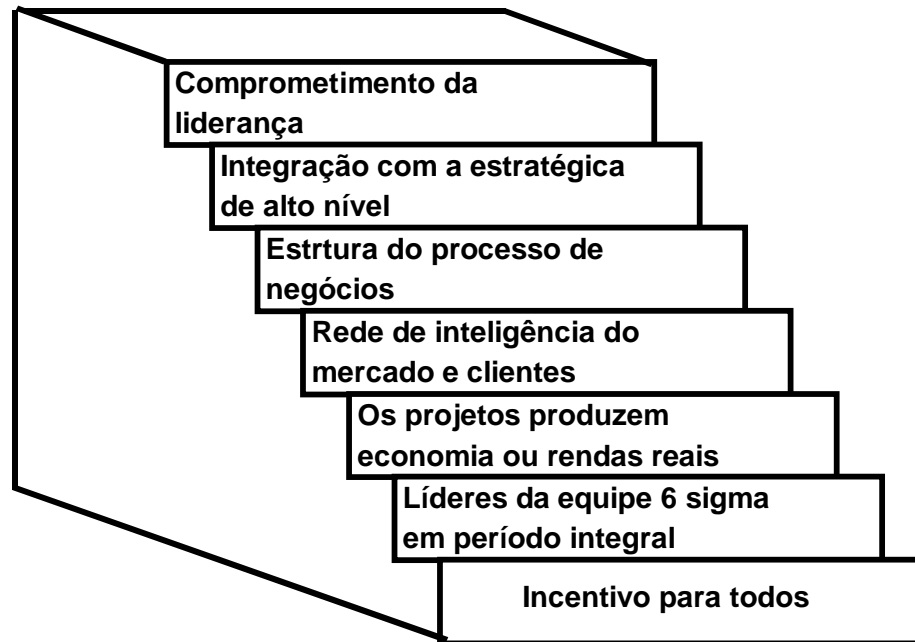 Comprometimento da
liderança
Integração com a estratégica
de alto nível
Estrtura do processo de
negócios
Rede de inteligência do
mercado e clientes
Os projetos produzem
economia ou rendas reais
Líderes da equipe 6 sigma
em período integral
Incentivo para todos